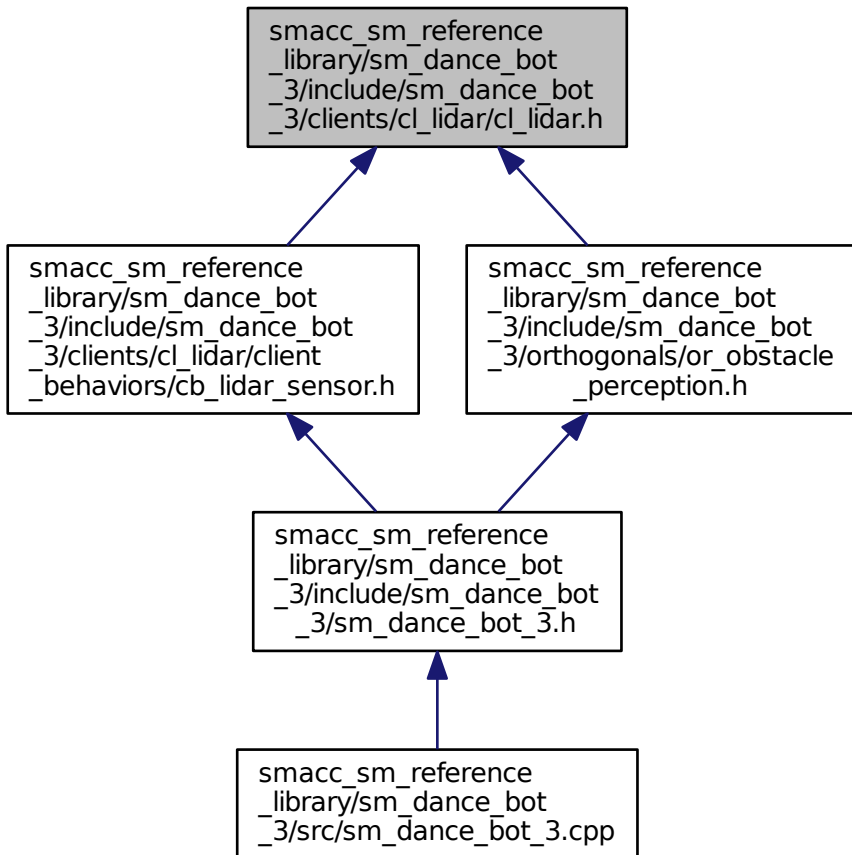 smacc_sm_reference
_library/sm_dance_bot
_3/include/sm_dance_bot
_3/clients/cl_lidar/cl_lidar.h
smacc_sm_reference
_library/sm_dance_bot
_3/include/sm_dance_bot
_3/clients/cl_lidar/client
_behaviors/cb_lidar_sensor.h
smacc_sm_reference
_library/sm_dance_bot
_3/include/sm_dance_bot
_3/orthogonals/or_obstacle
_perception.h
smacc_sm_reference
_library/sm_dance_bot
_3/include/sm_dance_bot
_3/sm_dance_bot_3.h
smacc_sm_reference
_library/sm_dance_bot
_3/src/sm_dance_bot_3.cpp